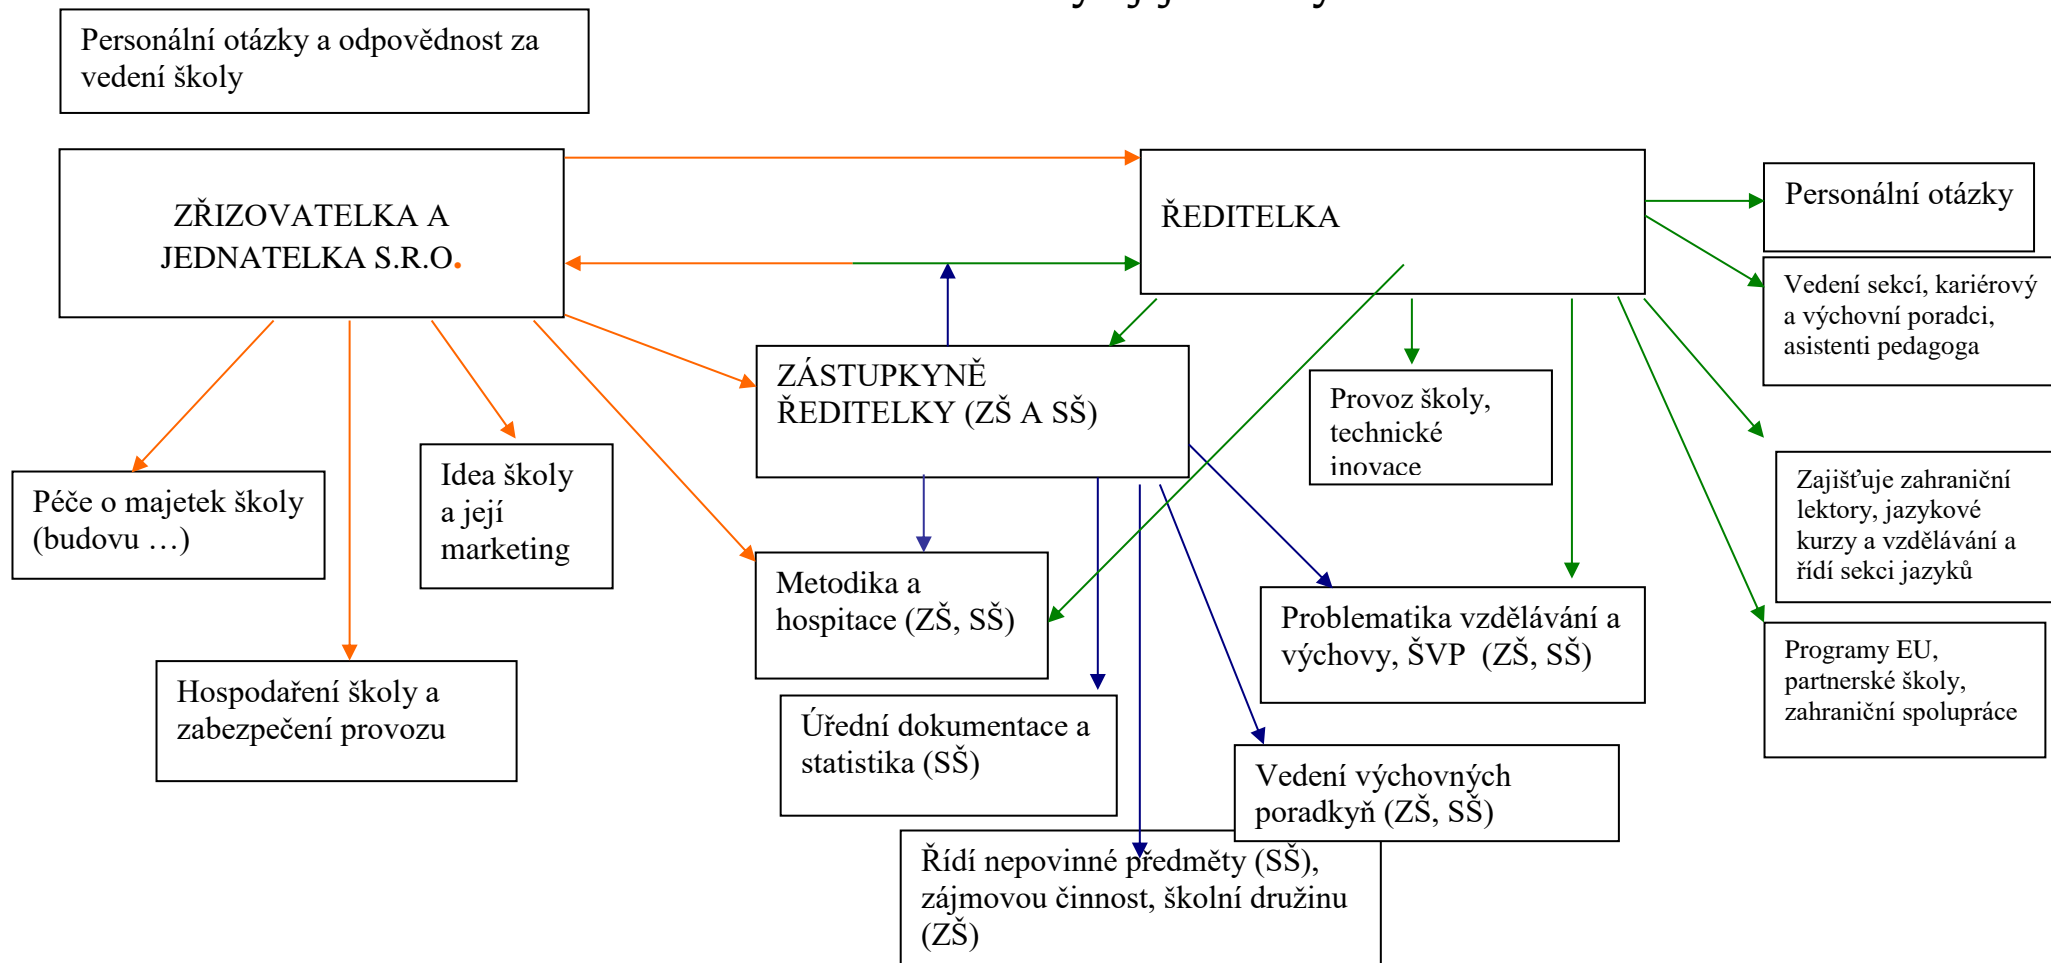 Personální otázky a odpovědnost za
vedení školy
ZŘIZOVATELKA A
JEDNATELKA S.R.O.
ŘEDITELKA
Personální otázky
Vedení sekcí, kariérový
a výchovní poradci,
asistenti pedagoga
ZÁSTUPKYNĚ
ŘEDITELKY (ZŠ A SŠ)
Provoz školy,
technické
inovace
Péče o majetek školy
(budovu …)
Idea školy
a její
marketing
Zajišťuje zahraniční
lektory, jazykové
kurzy a vzdělávání a
řídí sekci jazyků
Metodika a
hospitace (ZŠ, SŠ)
Problematika vzdělávání a
výchovy, ŠVP (ZŠ, SŠ)
Programy EU,
partnerské školy,
zahraniční spolupráce
Hospodaření školy a
zabezpečení provozu
Úřední dokumentace a
statistika (SŠ)
Vedení výchovných
poradkyň (ZŠ, SŠ)
Řídí nepovinné předměty (SŠ),
zájmovou činnost, školní družinu
(ZŠ)